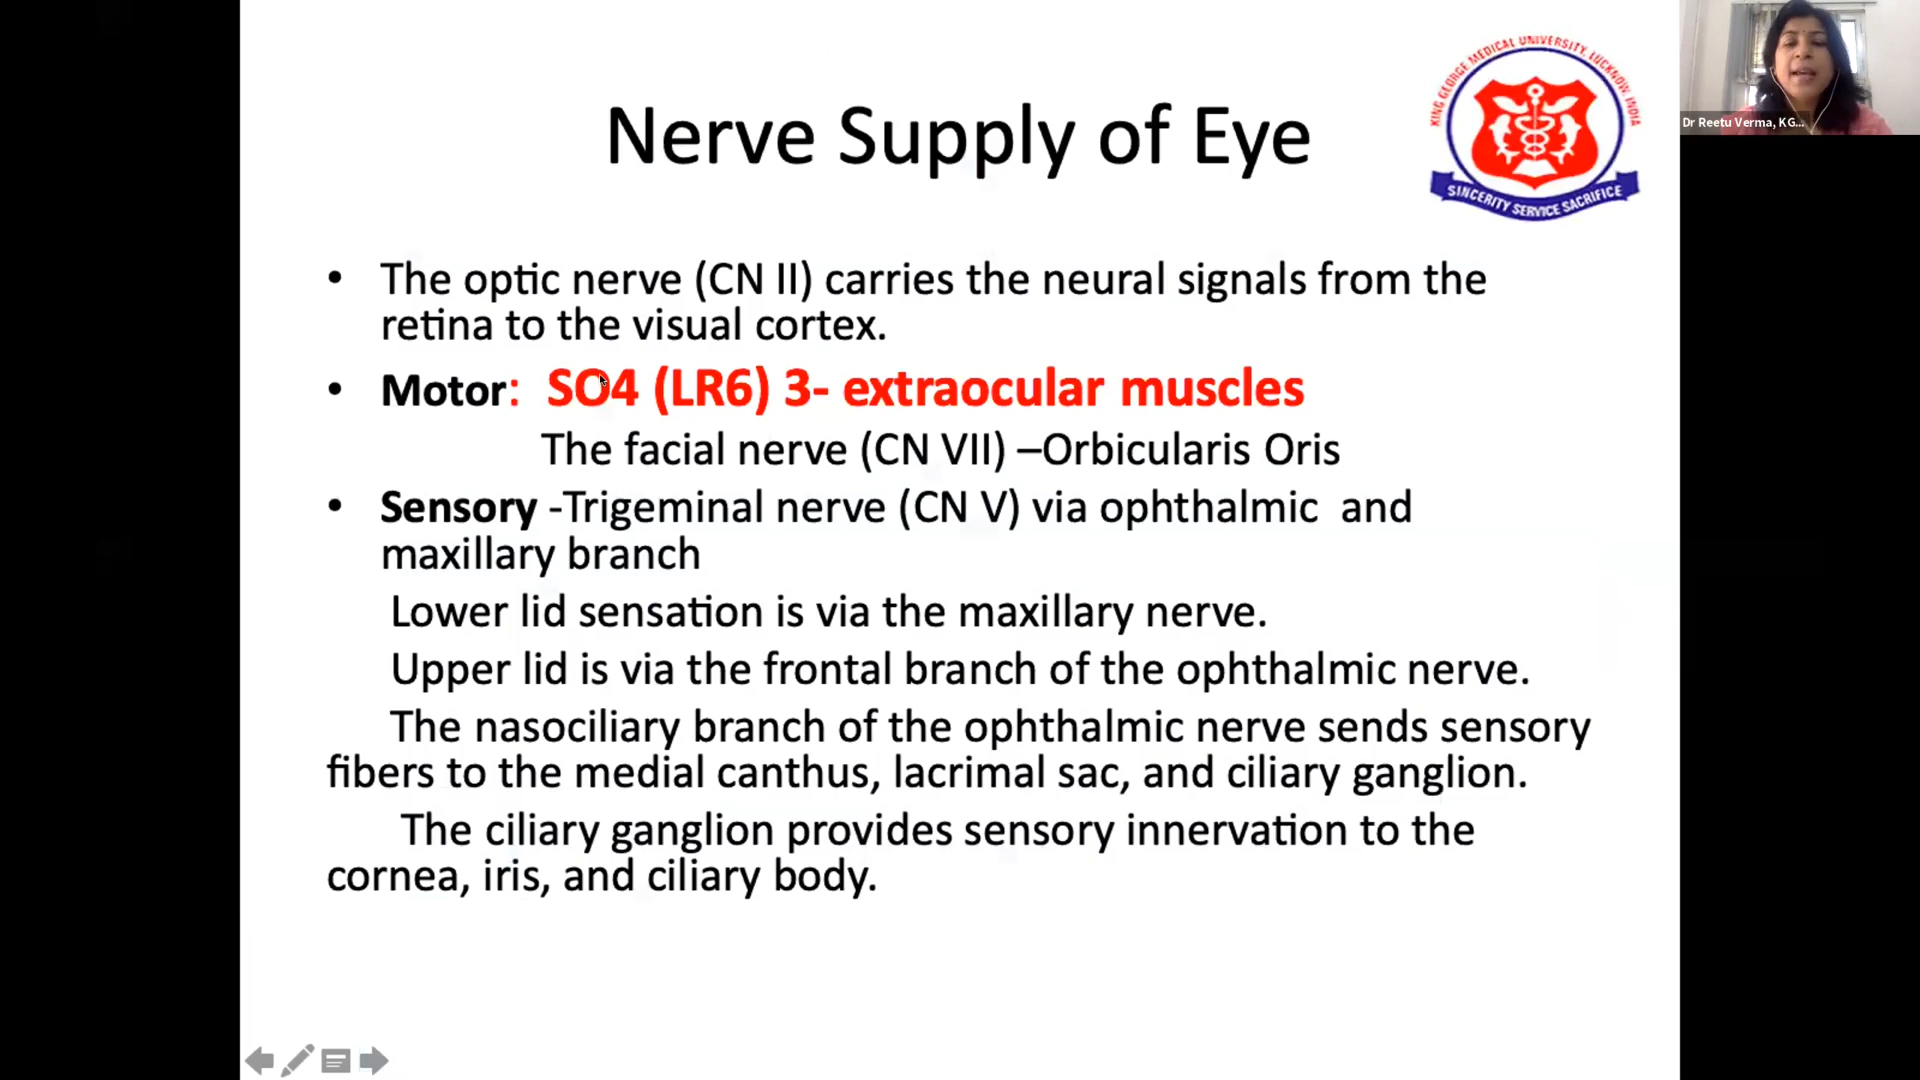 Nerve Supply of Eye
KING GEORGE MEDICAL UNIVERSITY, LUCKNOW, INDIA
SINCERITY SERVICE SACRIFICE
Dr Reetu Verma, KG...
• The optic nerve (CN II) carries the neural signals from the
retina to the visual cortex.
• Motor: SO4 (LR6) 3- extraocular muscles
The facial nerve (CN VII) –Orbicularis Oris
• Sensory -Trigeminal nerve (CN V) via ophthalmic and
maxillary branch
Lower lid sensation is via the maxillary nerve.
Upper lid is via the frontal branch of the ophthalmic nerve.
The nasociliary branch of the ophthalmic nerve sends sensory
fibers to the medial canthus, lacrimal sac, and ciliary ganglion.
The ciliary ganglion provides sensory innervation to the
cornea, iris, and ciliary body.